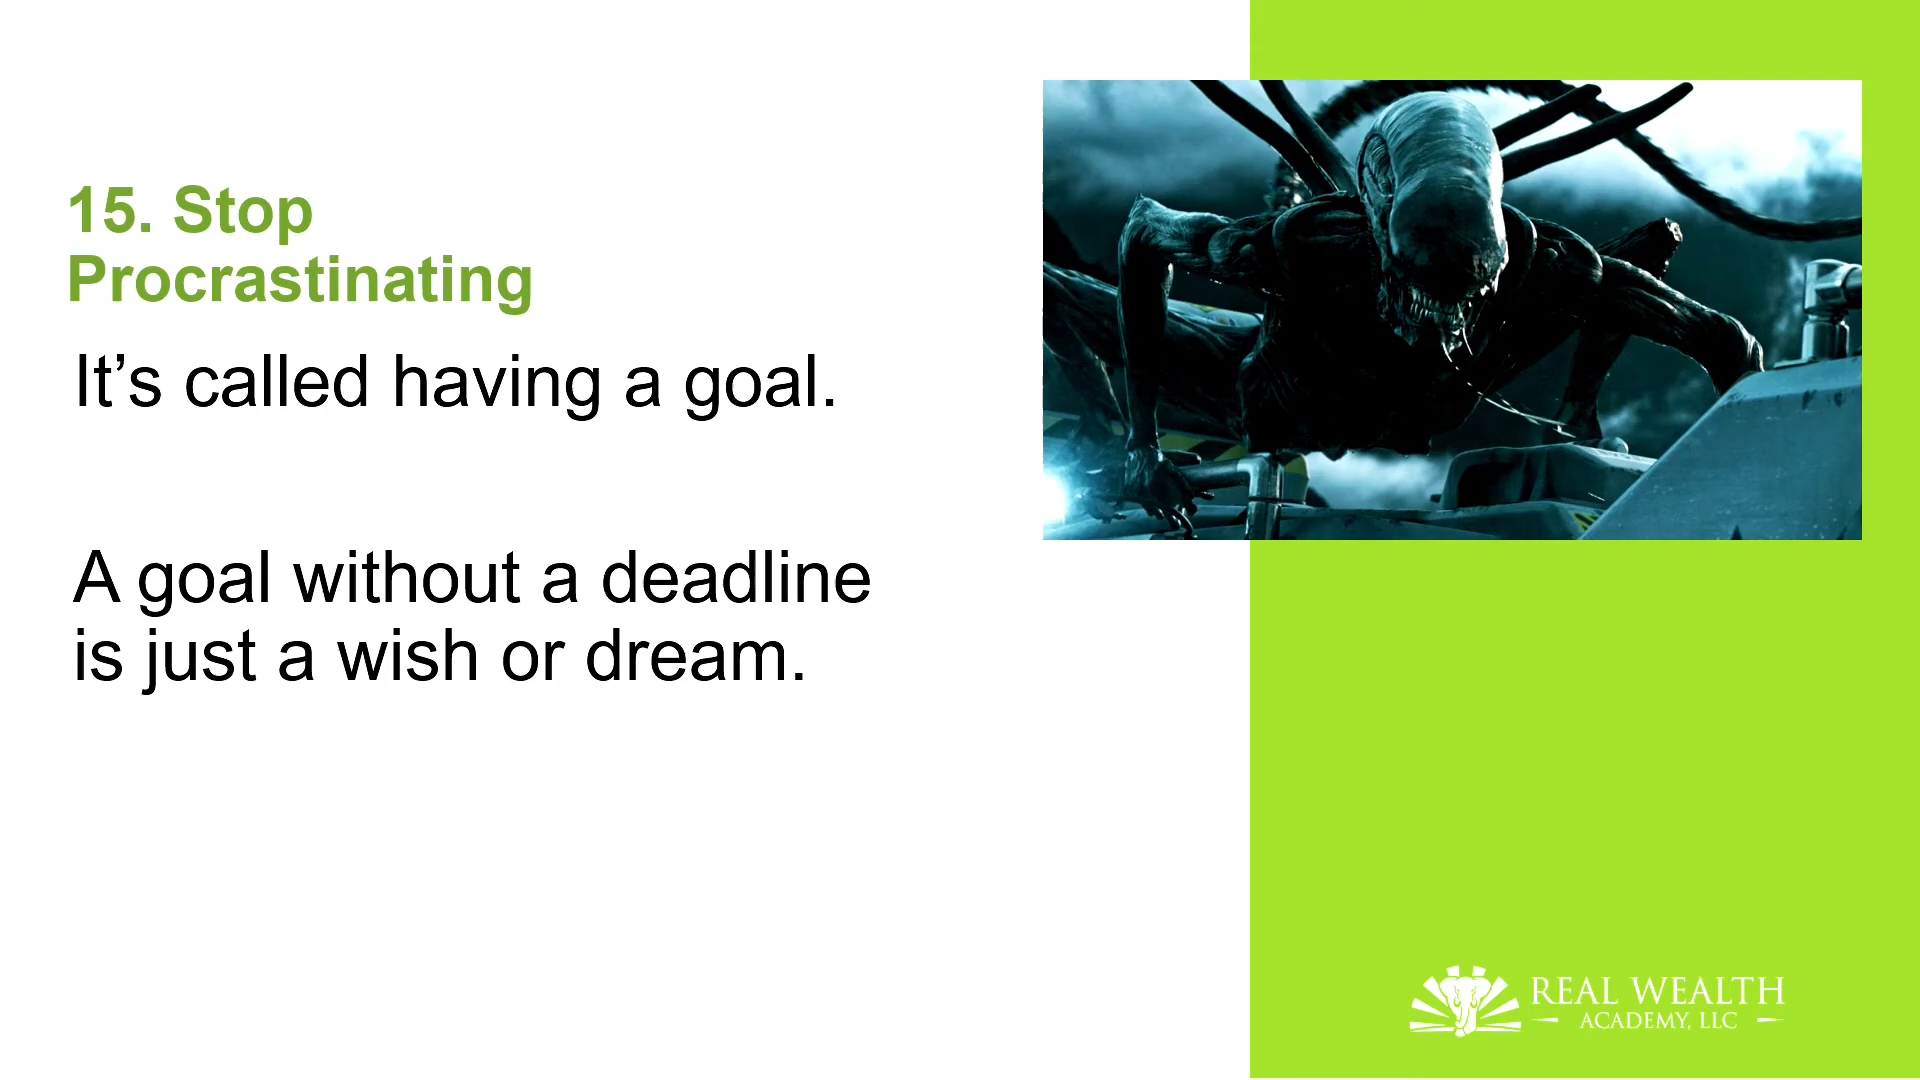 15. Stop
Procrastinating
It’s called having a goal.
A goal without a deadline
is just a wish or dream.
REAL WEALTH
ACADEMY, LLC